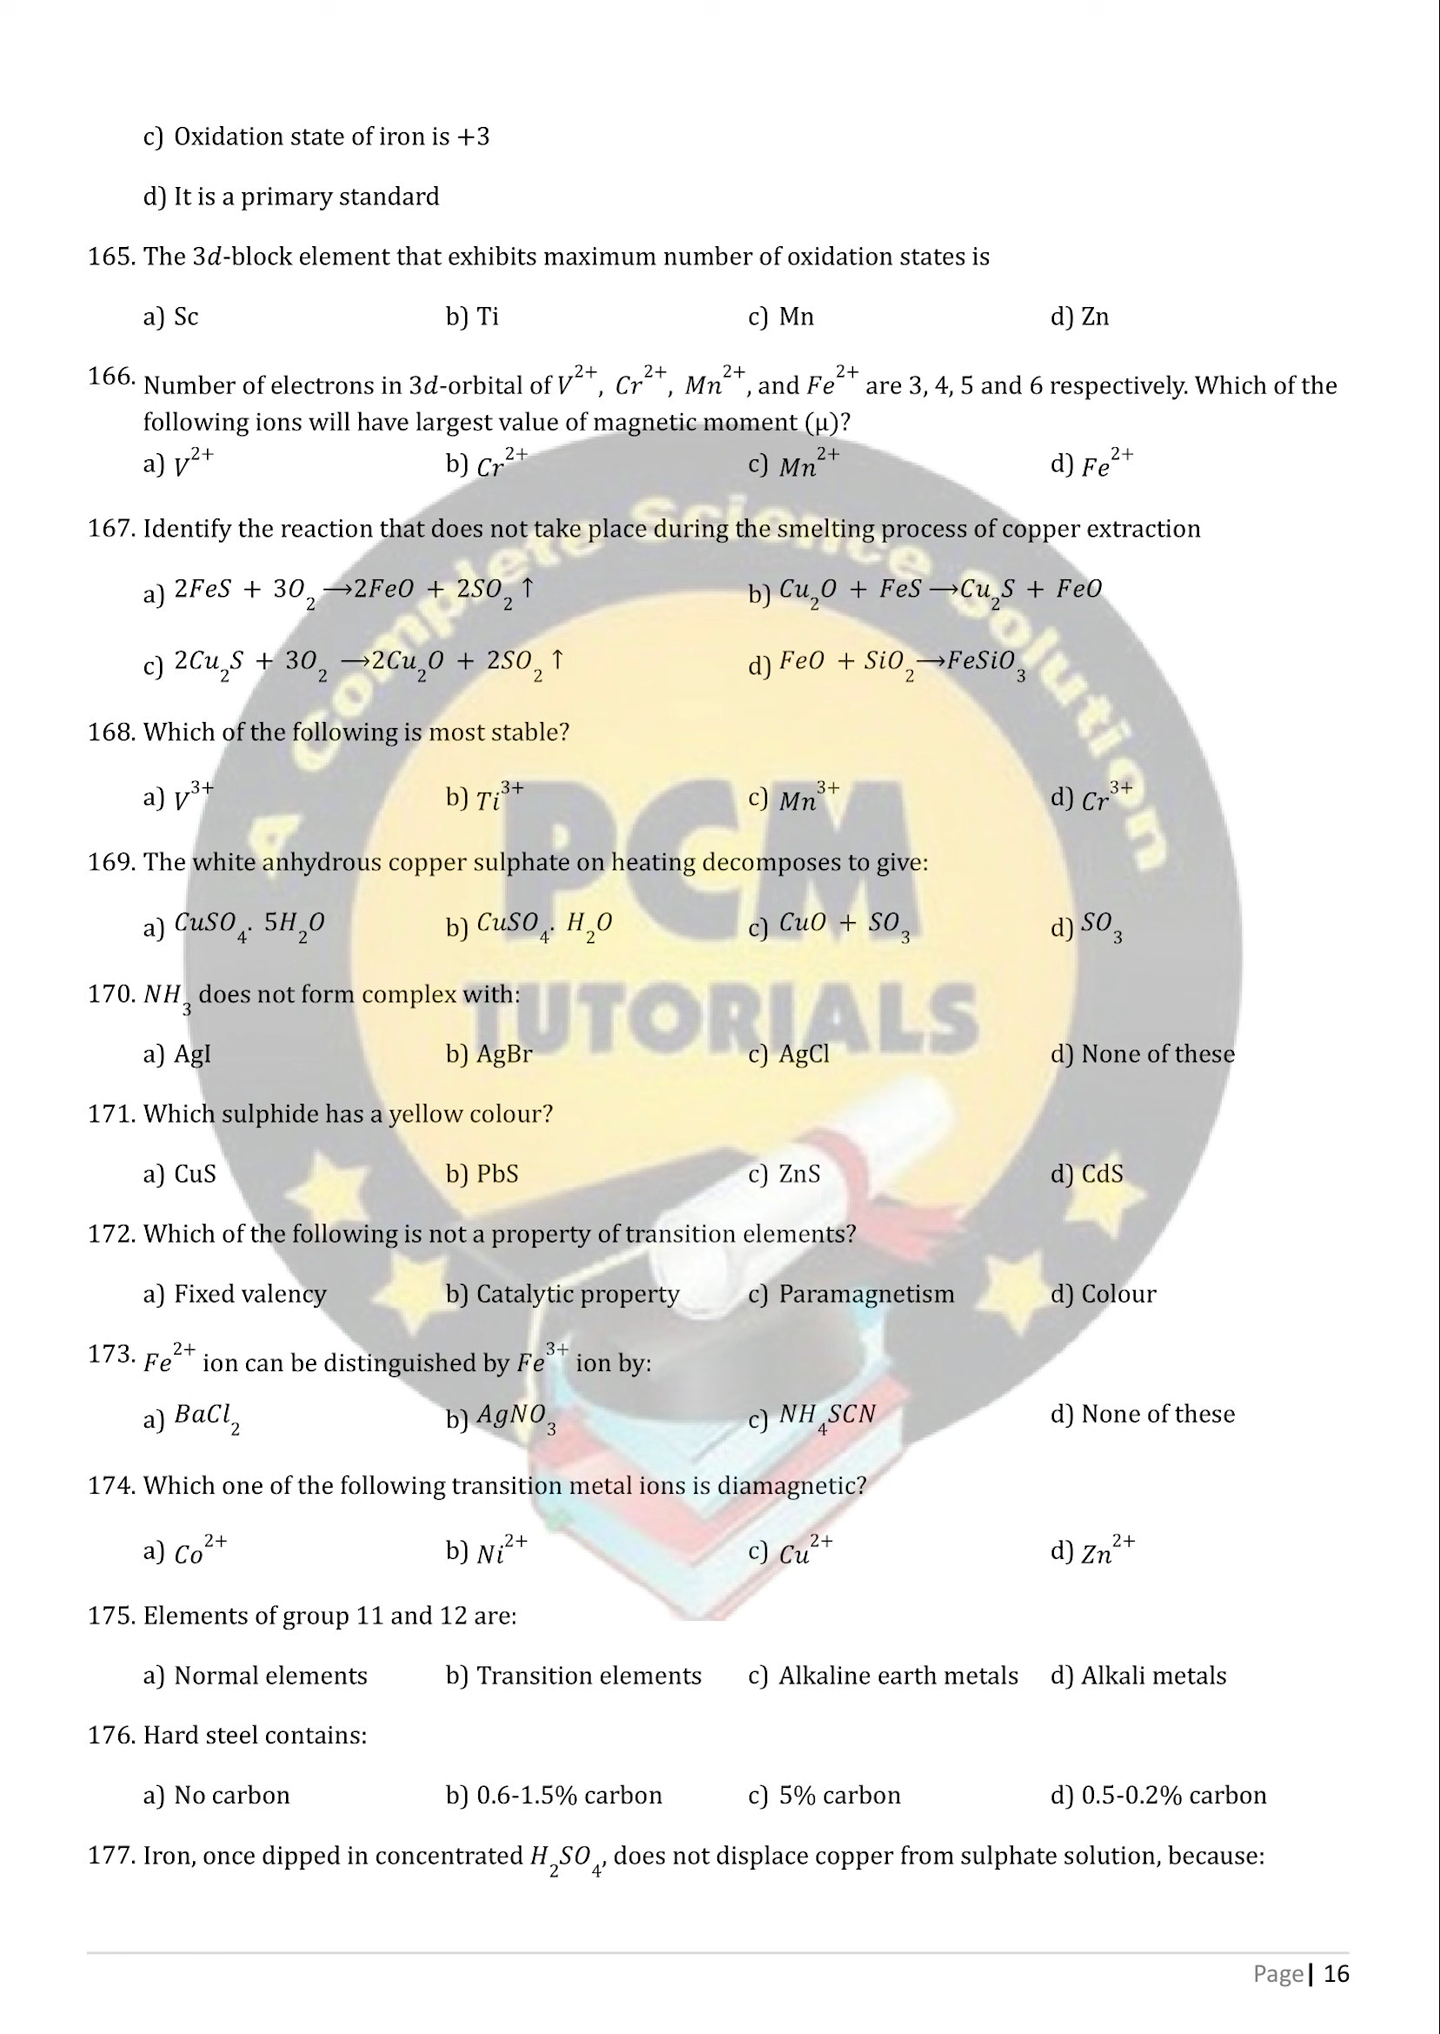 c) Oxidation state of iron is +3
d) It is a primary standard
165. The 3d-block element that exhibits maximum number of oxidation states is
a) Sc b) Ti c) Mn d) Zn
166. Number of electrons in 3d-orbital of V²⁺, Cr²⁺, Mn²⁺, and Fe²⁺ are 3, 4, 5 and 6 respectively. Which of the
following ions will have largest value of magnetic moment (μ)?
a) V²⁺ b) Cr²⁺ c) Mn²⁺ d) Fe²⁺
167. Identify the reaction that does not take place during the smelting process of copper extraction
a) 2FeS + 3O₂ ⟶2FeO + 2SO₂ ↑ b) Cu₂O + FeS ⟶Cu₂S + FeO
c) 2Cu₂S + 3O₂ ⟶2Cu₂O + 2SO₂ ↑ d) FeO + SiO₂⟶FeSiO₃
168. Which of the following is most stable?
a) V³⁺ b) Ti³⁺ c) Mn³⁺ d) Cr³⁺
169. The white anhydrous copper sulphate on heating decomposes to give:
a) CuSO₄. 5H₂O b) CuSO₄. H₂O c) CuO + SO₃ d) SO₃
170. NH₃ does not form complex with:
a) AgI b) AgBr c) AgCl d) None of these
171. Which sulphide has a yellow colour?
a) CuS b) PbS c) ZnS d) CdS
172. Which of the following is not a property of transition elements?
a) Fixed valency b) Catalytic property c) Paramagnetism d) Colour
173. Fe²⁺ ion can be distinguished by Fe³⁺ ion by:
a) BaCl₂ b) AgNO₃ c) NH₄SCN d) None of these
174. Which one of the following transition metal ions is diamagnetic?
a) Co²⁺ b) Ni²⁺ c) Cu²⁺ d) Zn²⁺
175. Elements of group 11 and 12 are:
a) Normal elements b) Transition elements c) Alkaline earth metals d) Alkali metals
176. Hard steel contains:
a) No carbon b) 0.6-1.5% carbon c) 5% carbon d) 0.5-0.2% carbon
177. Iron, once dipped in concentrated H₂SO₄, does not displace copper from sulphate solution, because:
Page| 16
A Complete Science Solution
PCM
TUTORIALS